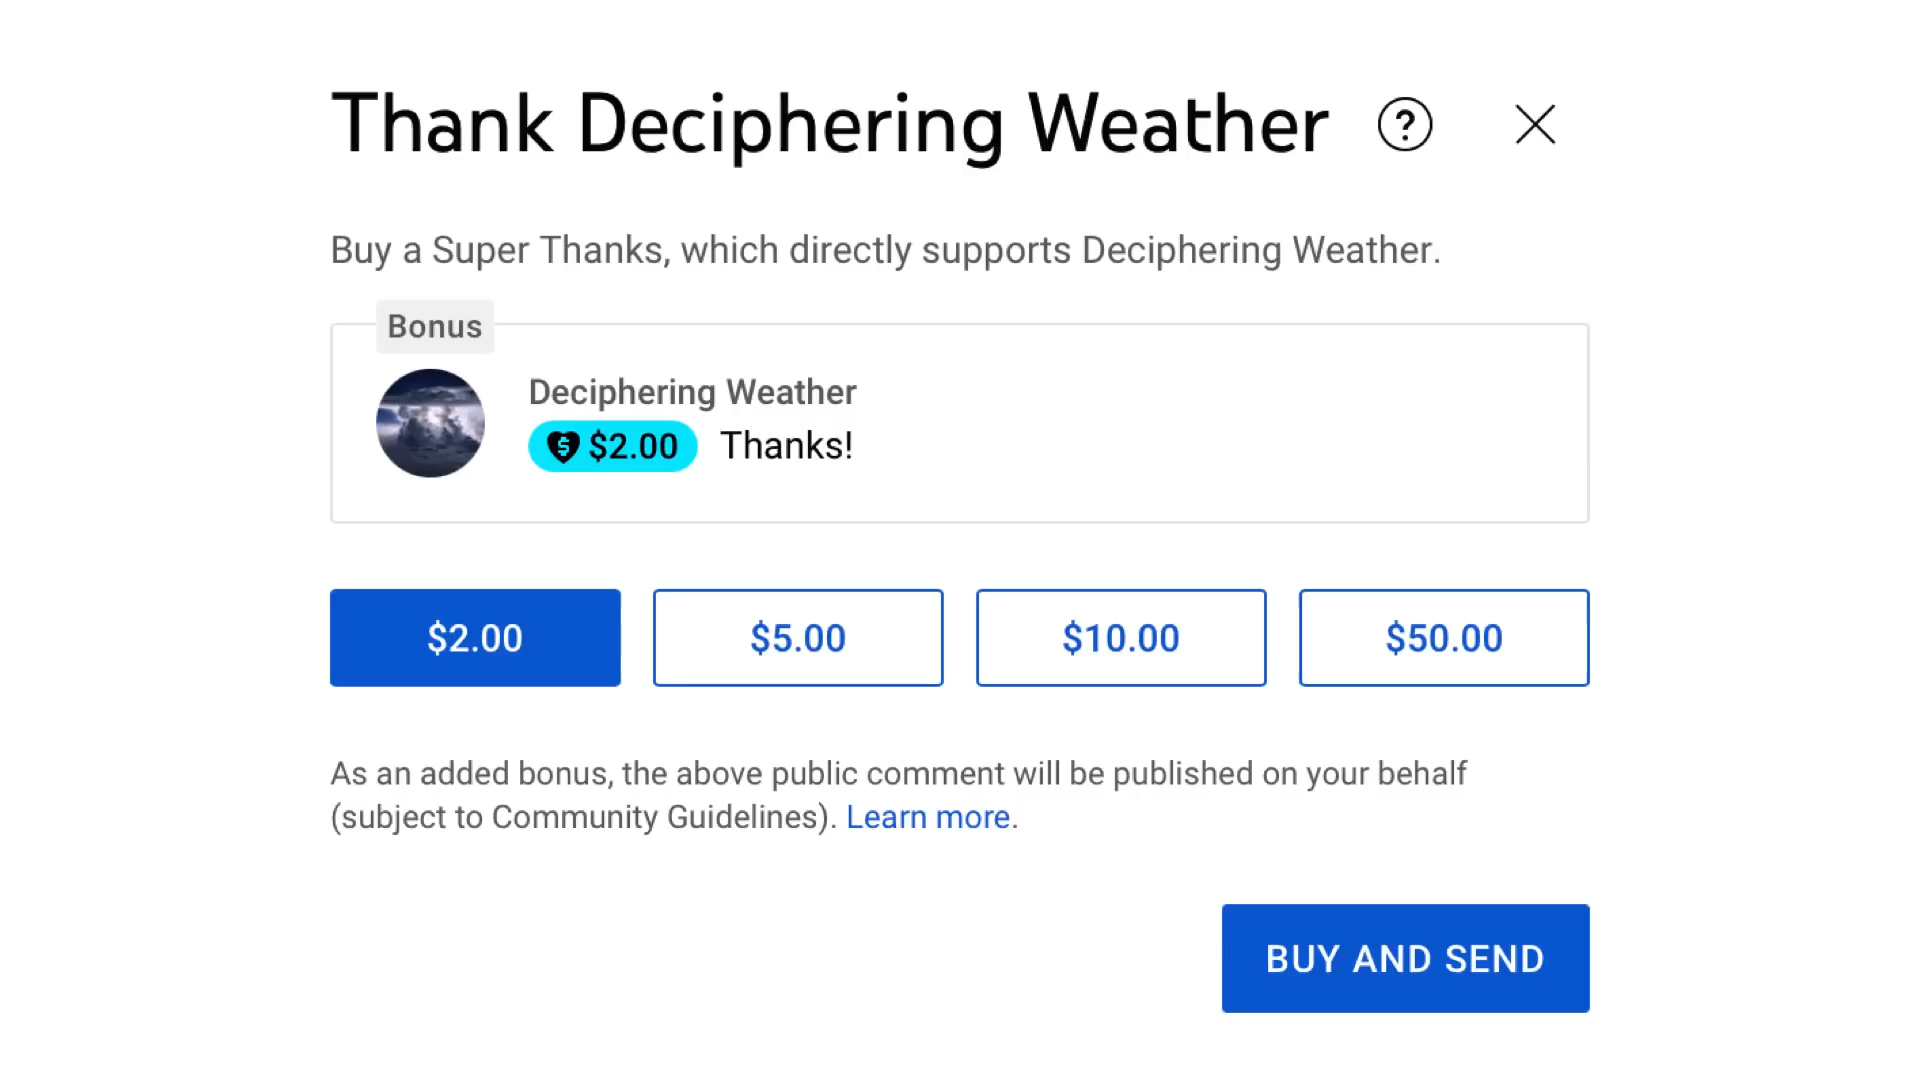 Thank Deciphering Weather ?
Buy a Super Thanks, which directly supports Deciphering Weather.
Bonus
Deciphering Weather
$ $2.00 Thanks!
$2.00 $5.00 $10.00 $50.00
As an added bonus, the above public comment will be published on your behalf
(subject to Community Guidelines). Learn more.
BUY AND SEND